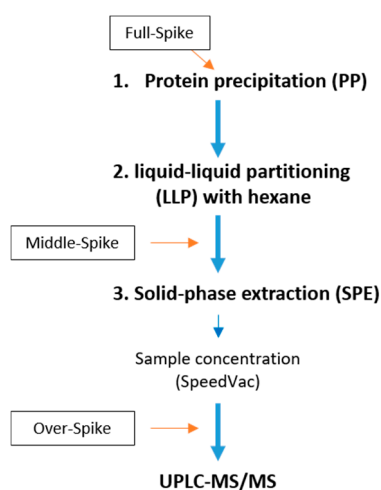 Full-Spike
1. Protein precipitation (PP)
2. liquid-liquid partitioning
(LLP) with hexane
Middle-Spike
3. Solid-phase extraction (SPE)
Sample concentration
(SpeedVac)
Over-Spike
UPLC-MS/MS